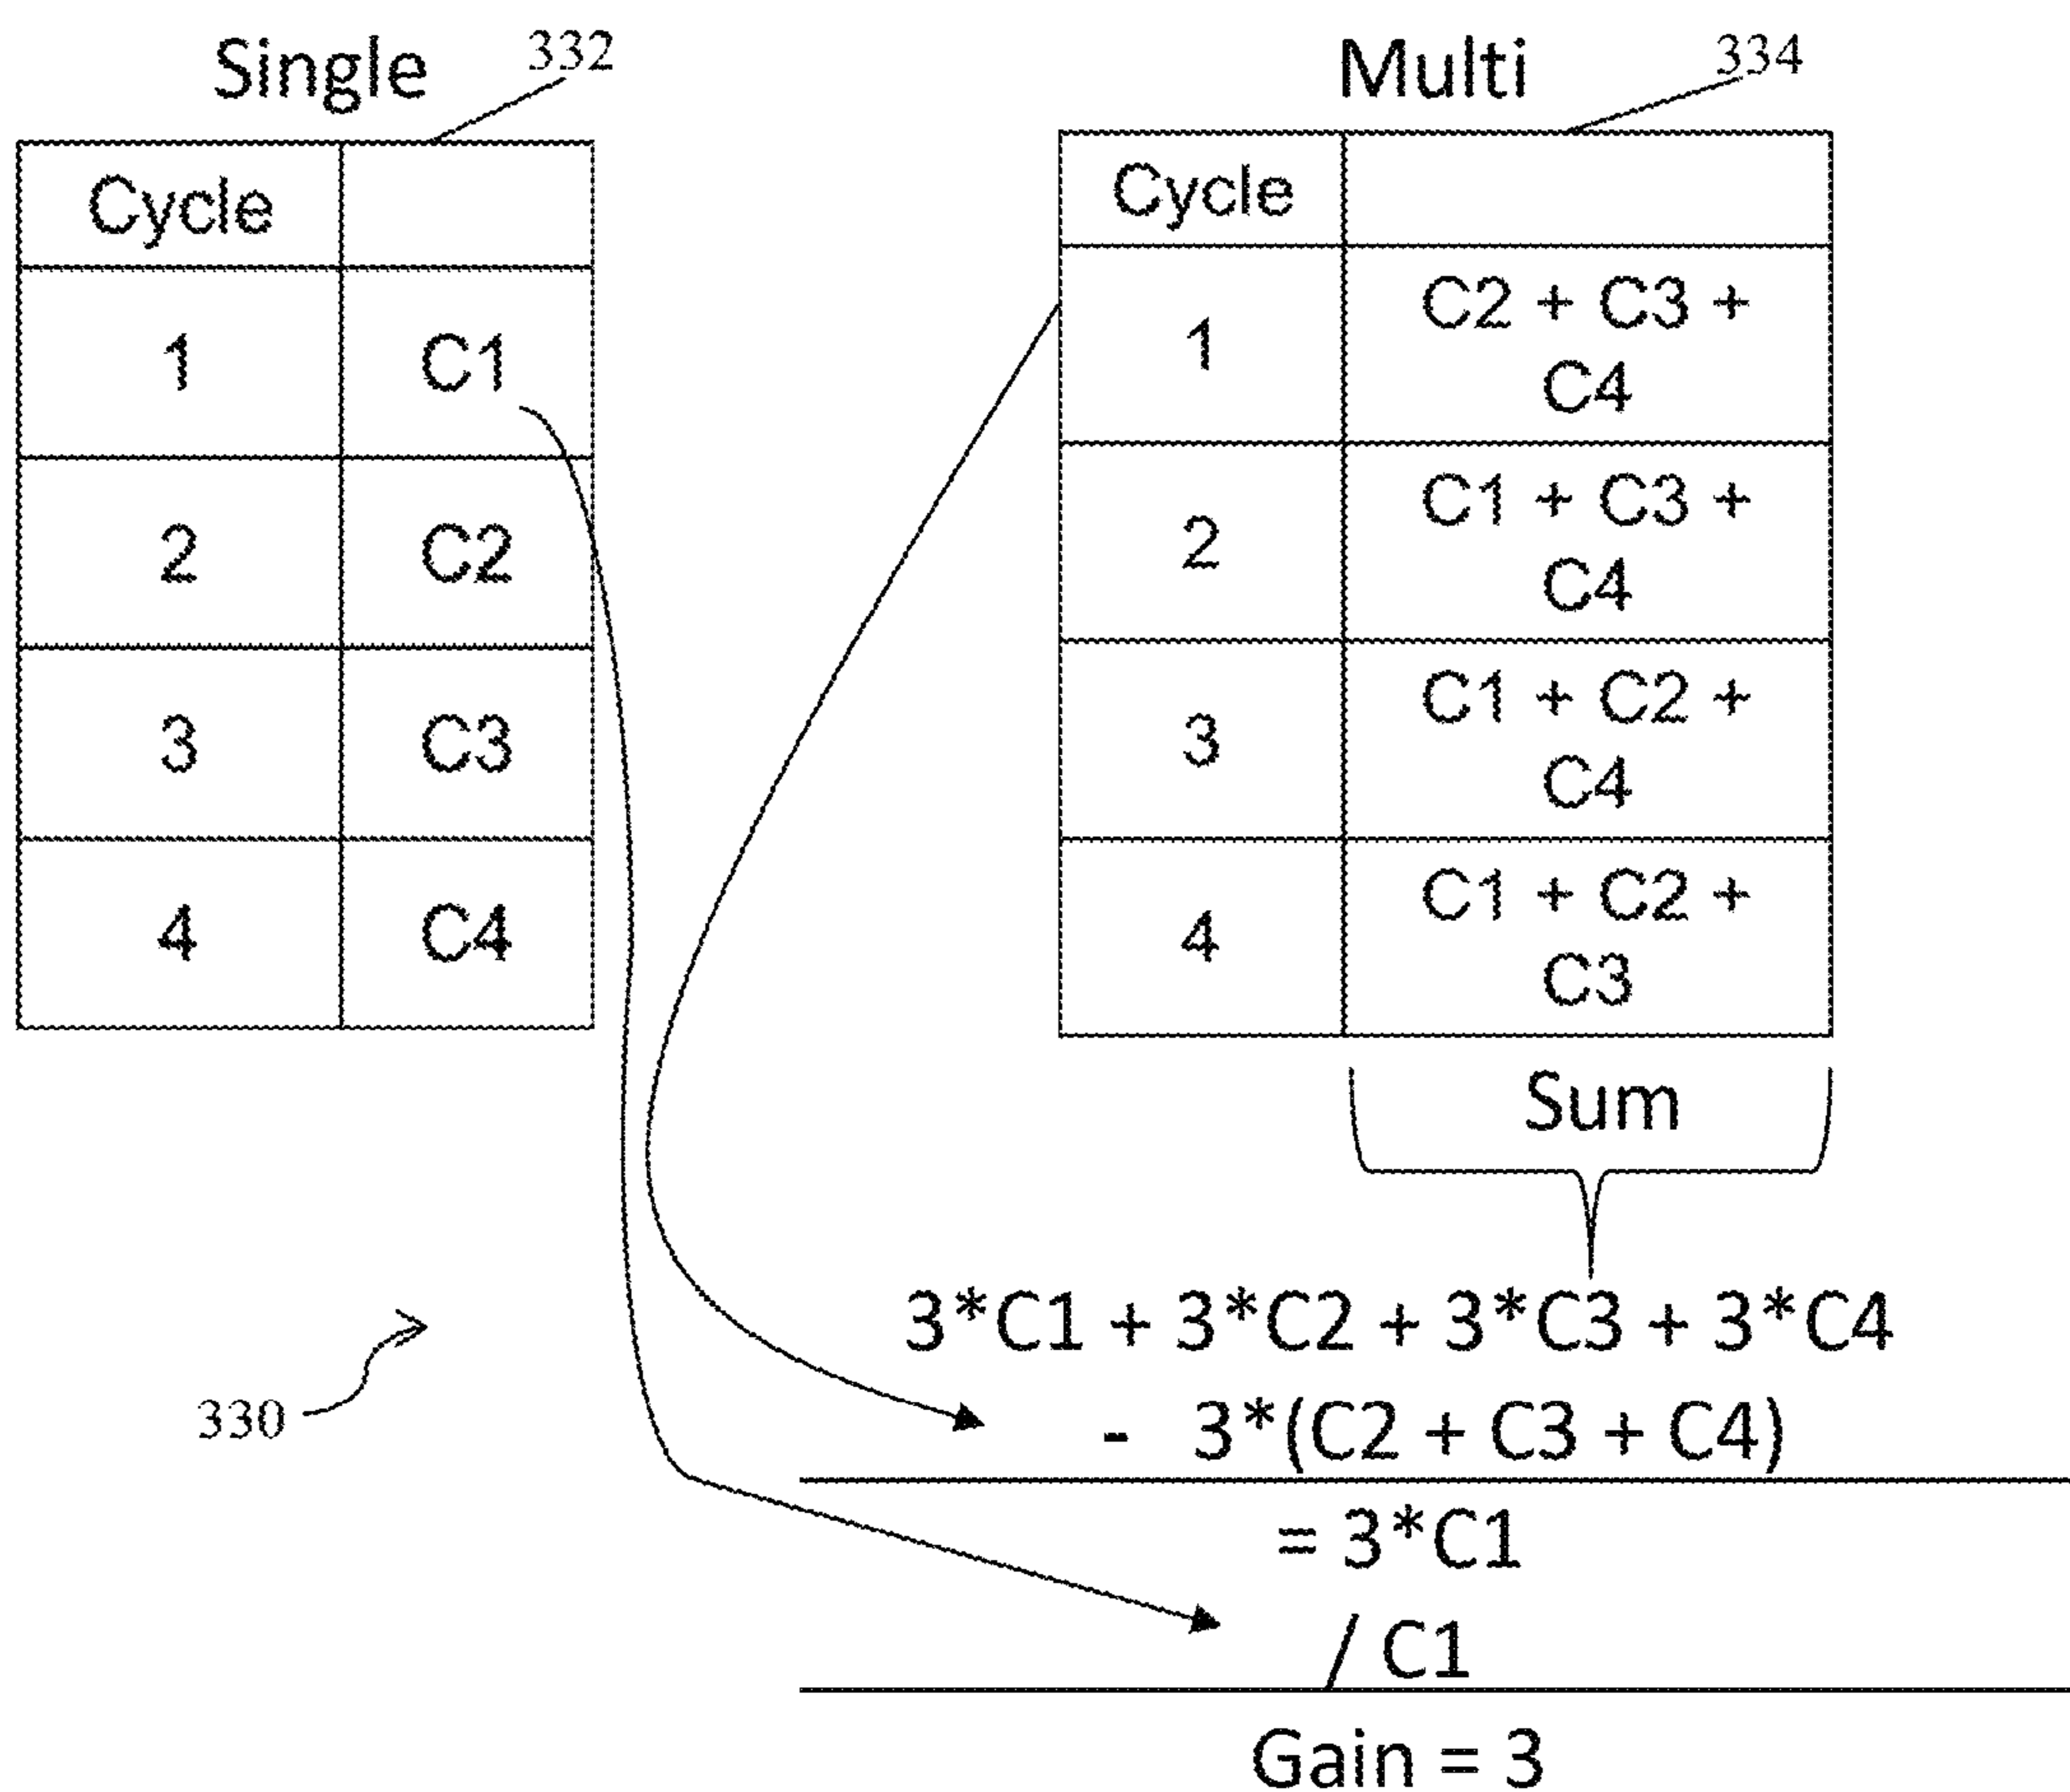 Single 332
Cycle
1 C1
2 C2
3 C3
4 C4
Multi 334
Cycle
1 C2 + C3 +
C4
2 C1 + C3 +
C4
3 C1 + C2 +
C4
4 C1 + C2 +
C3
Sum
3*C1 + 3*C2 + 3*C3 + 3*C4
- 3*(C2 + C3 + C4)
= 3*C1
/ C1
Gain = 3
330